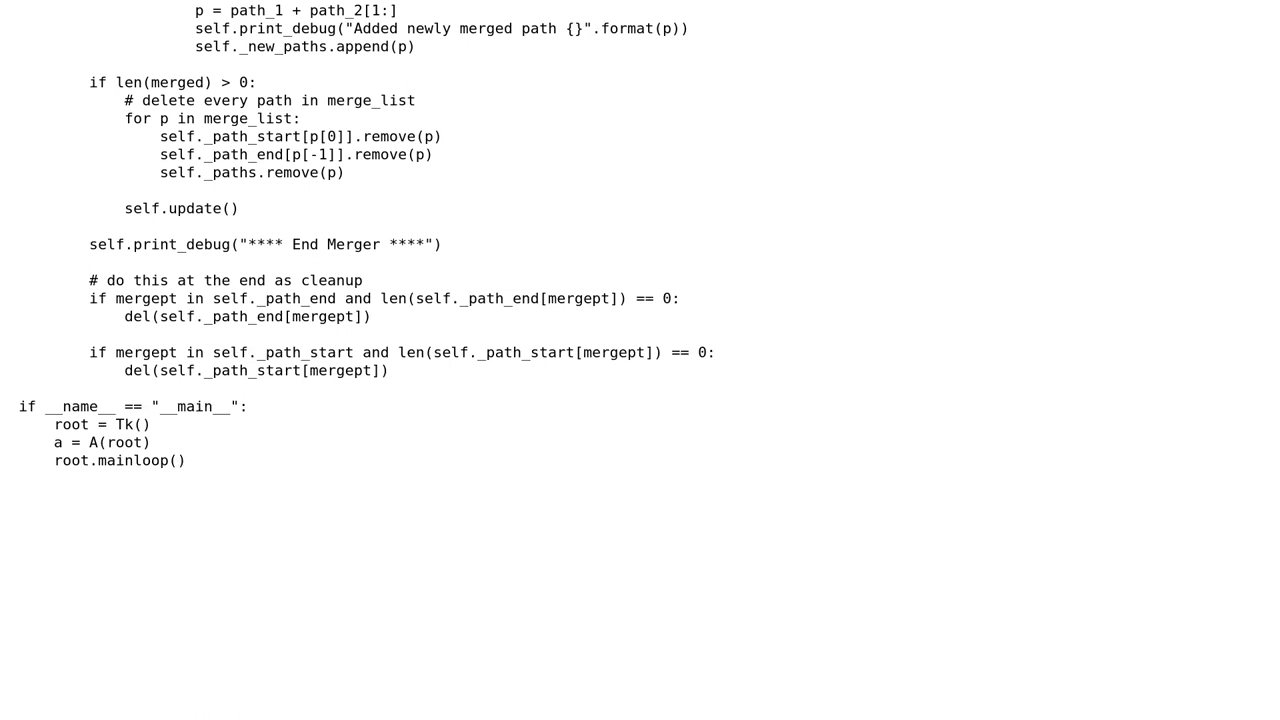 p = path_1 + path_2[1:]
                    self.print_debug("Added newly merged path {}".format(p))
                    self._new_paths.append(p)

        if len(merged) > 0:
            # delete every path in merge_list
            for p in merge_list:
                self._path_start[p[0]].remove(p)
                self._path_end[p[-1]].remove(p)
                self._paths.remove(p)

            self.update()

        self.print_debug("**** End Merger ****")

        # do this at the end as cleanup
        if mergept in self._path_end and len(self._path_end[mergept]) == 0:
            del(self._path_end[mergept])

        if mergept in self._path_start and len(self._path_start[mergept]) == 0:
            del(self._path_start[mergept])

if __name__ == "__main__":
    root = Tk()
    a = A(root)
    root.mainloop()